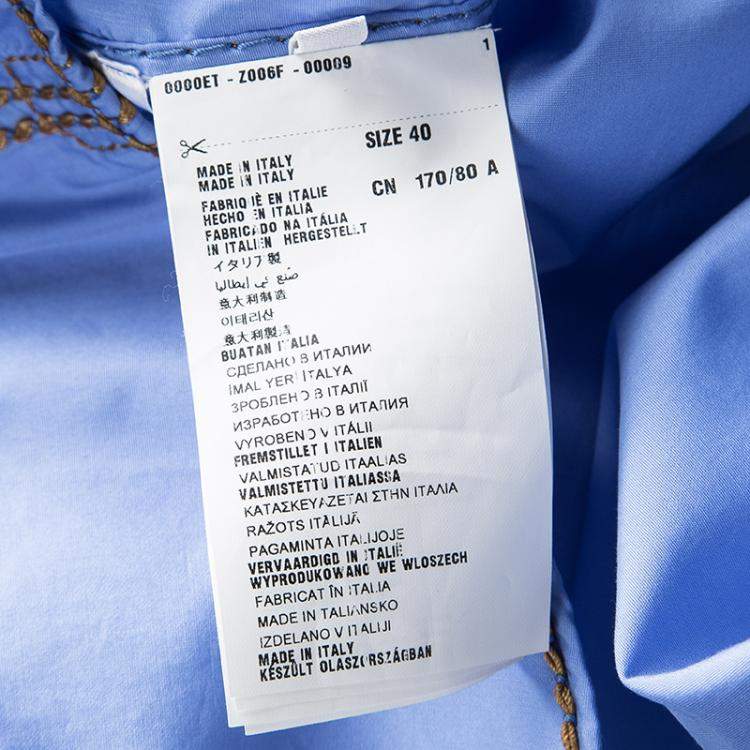 0000ET - Z006F - 00009
1
SIZE 40
CN 170/80 A
MADE IN ITALY
MADE IN ITALY
FABRIQUÉ EN ITALIE
HECHO EN ITALIA
FABRICADO NA ITÁLIA
IN ITALIEN HERGESTELLT
イタリア製
صنع في إيطاليا
意大利制造
이태리산
意大利製造
BUATAN ITALIA
СДЕЛАНО В ИТАЛИИ
İMAL YERİ ITALYA
ЗРОБЛЕНО В ІТАЛІЇ
ИЗРАБОТЕНО В ИТАЛИЯ
VYROBENO V ITÁLII
FREMSTILLET I ITALIEN
VALMISTATUD ITAALIAS
VALMISTETTU ITALIASSA
ΚΑΤΑΣΚΕΥΑΖΕΤΑΙ ΣΤΗΝ ΙΤΑΛΙΑ
RAŽOTS ITĀLIJĀ
PAGAMINTA ITALIJOJE
VERVAARDIGD IN ITALIË
WYPRODUKOWANO WE WLOSZECH
FABRICAT ÎN ITALIA
MADE IN TALIANSKO
IZDELANO V ITALIJI
MADE IN ITALY
KÉSZÜLT OLASZORSZÁGBAN